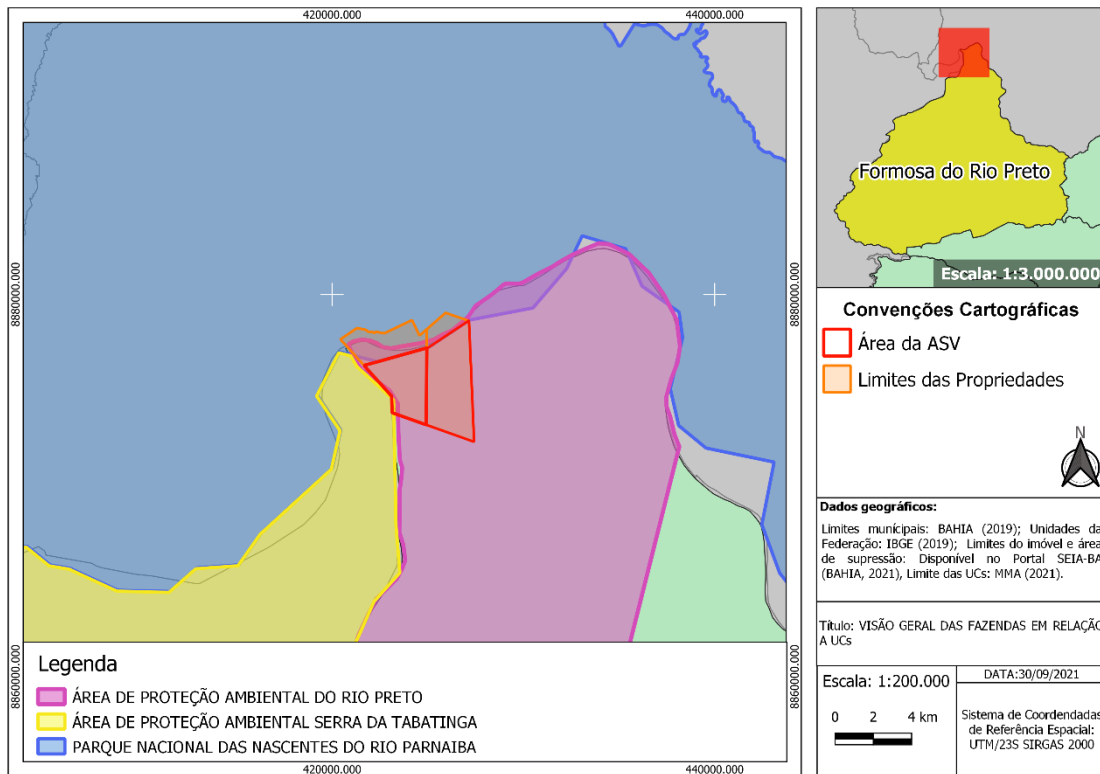 420000.000
440000.000
8880000.000
8880000.000
8860000.000
8860000.000
Legenda
ÁREA DE PROTEÇÃO AMBIENTAL DO RIO PRETO
ÁREA DE PROTEÇÃO AMBIENTAL SERRA DA TABATINGA
PARQUE NACIONAL DAS NASCENTES DO RIO PARNAIBA
420000.000
440000.000
Formosa do Rio Preto
Escala: 1:3.000.000
Convenções Cartográficas
Área da ASV
Limites das Propriedades
N
Dados geográficos:
Limites municipais: BAHIA (2019); Unidades da
Federação: IBGE (2019); Limites do imóvel e área
de supressão: Disponível no Portal SEIA-BA
(BAHIA, 2021), Limite das UCs: MMA (2021).
Título: VISÃO GERAL DAS FAZENDAS EM RELAÇÃO
A UCs
Escala: 1:200.000
0 2 4 km
DATA:30/09/2021
Sistema de Coordendadas
de Referência Espacial:
UTM/23S SIRGAS 2000